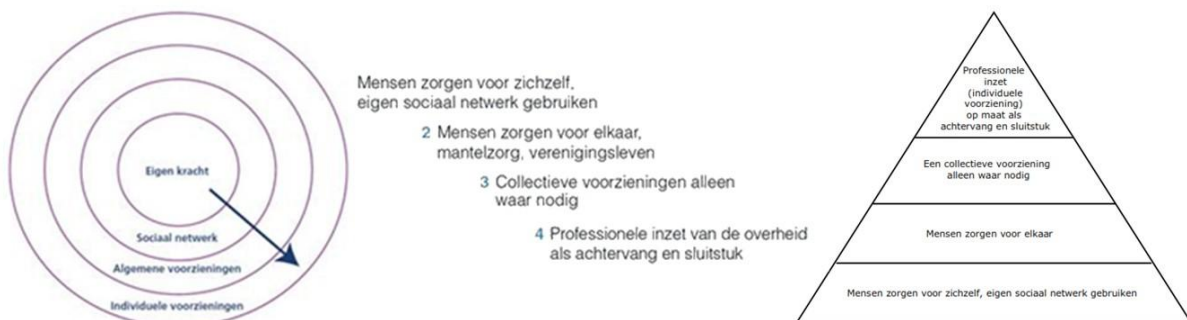 Eigen kracht
Sociaal netwerk
Algemene voorzieningen
Individuele voorzieningen
Mensen zorgen voor zichzelf,
eigen sociaal netwerk gebruiken
2 Mensen zorgen voor elkaar,
mantelzorg, verenigingsleven
3 Collectieve voorzieningen alleen
waar nodig
4 Professionele inzet van de overheid
als achtervang en sluitstuk
Professionele
inzet
(individuele
voorziening)
op maat als
achtervang en sluitstuk
Een collectieve voorziening
alleen waar nodig
Mensen zorgen voor elkaar
Mensen zorgen voor zichzelf, eigen sociaal netwerk gebruiken